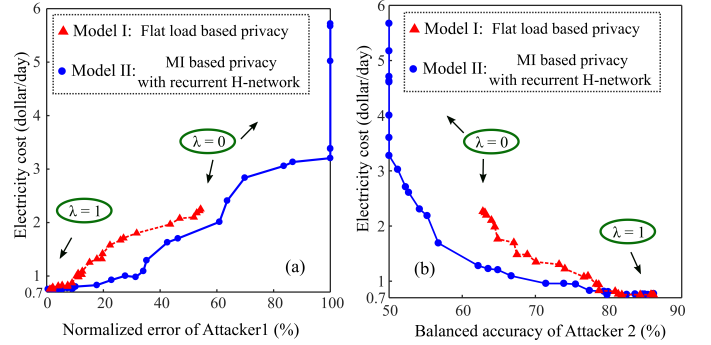 6
5
4
3
2
1
0.7
Electricity cost (dollar/day)
Model I: Flat load based privacy
Model II: MI based privacy
with recurrent H-network
λ = 0
λ = 1
(a)
0 20 40 60 80 100
Normalized error of Attacker1 (%)
6
5
4
3
2
1
0.7
Electricity cost (dollar/day)
Model I: Flat load based privacy
Model II: MI based privacy
with recurrent H-network
λ = 0
λ = 1
(b)
50 60 70 80 90
Balanced accuracy of Attacker 2 (%)